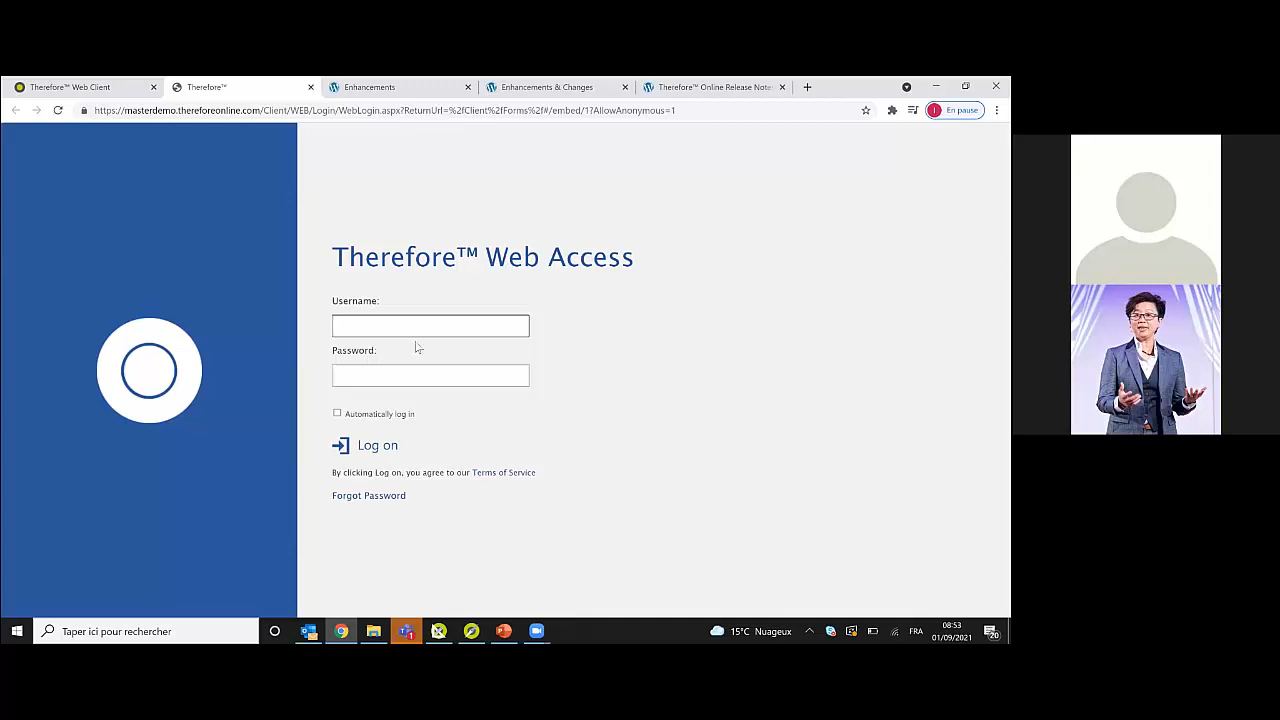 Therefore™ Web Client
Therefore™
Enhancements
Enhancements & Changes
Therefore™ Online Release Note
https://masterdemo.thereforeonline.com/Client/WEB/Login/WebLogin.aspx?ReturnUrl=%2fClient%2fForms%2f#/embed/1?AllowAnonymous=1
I
En pause
Therefore™ Web Access
Username:
Password:
Automatically log in
Log on
By clicking Log on, you agree to our Terms of Service
Forgot Password
Taper ici pour rechercher
1
15°C Nuageux
FRA
08:53
01/09/2021
20